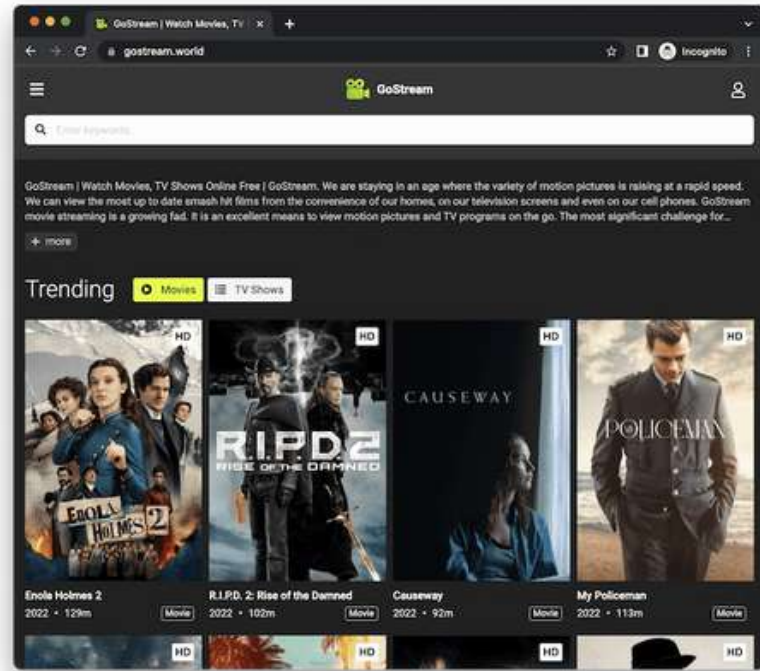 GoStream | Watch Movies, TV
gostream.world
Incognito
GoStream
Enter keywords...
GoStream | Watch Movies, TV Shows Online Free | GoStream. We are staying in an age where the variety of motion pictures is raising at a rapid speed.
We can view the most up to date smash hit films from the convenience of our homes, on our television screens and even on our cell phones. GoStream
movie streaming is a growing fad. It is an excellent means to view motion pictures and TV programs on the go. The most significant challenge for...
+ more
Trending Movies TV Shows
HD HD HD HD
CAUSEWAY
MY POLICEMAN
R.I.P.D. 2
RISE OF THE DAMNED
ENOLA HOLMES 2
Enola Holmes 2 R.I.P.D. 2: Rise of the Damned Causeway My Policeman
2022 • 129m Movie 2022 • 102m Movie 2022 • 92m Movie 2022 • 113m Movie
HD HD HD HD